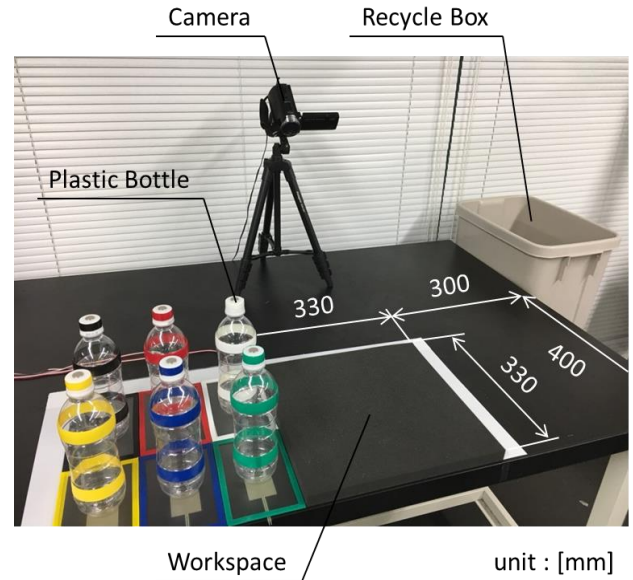 Camera
Recycle Box
Plastic Bottle
330
300
400
330
Workspace
unit : [mm]